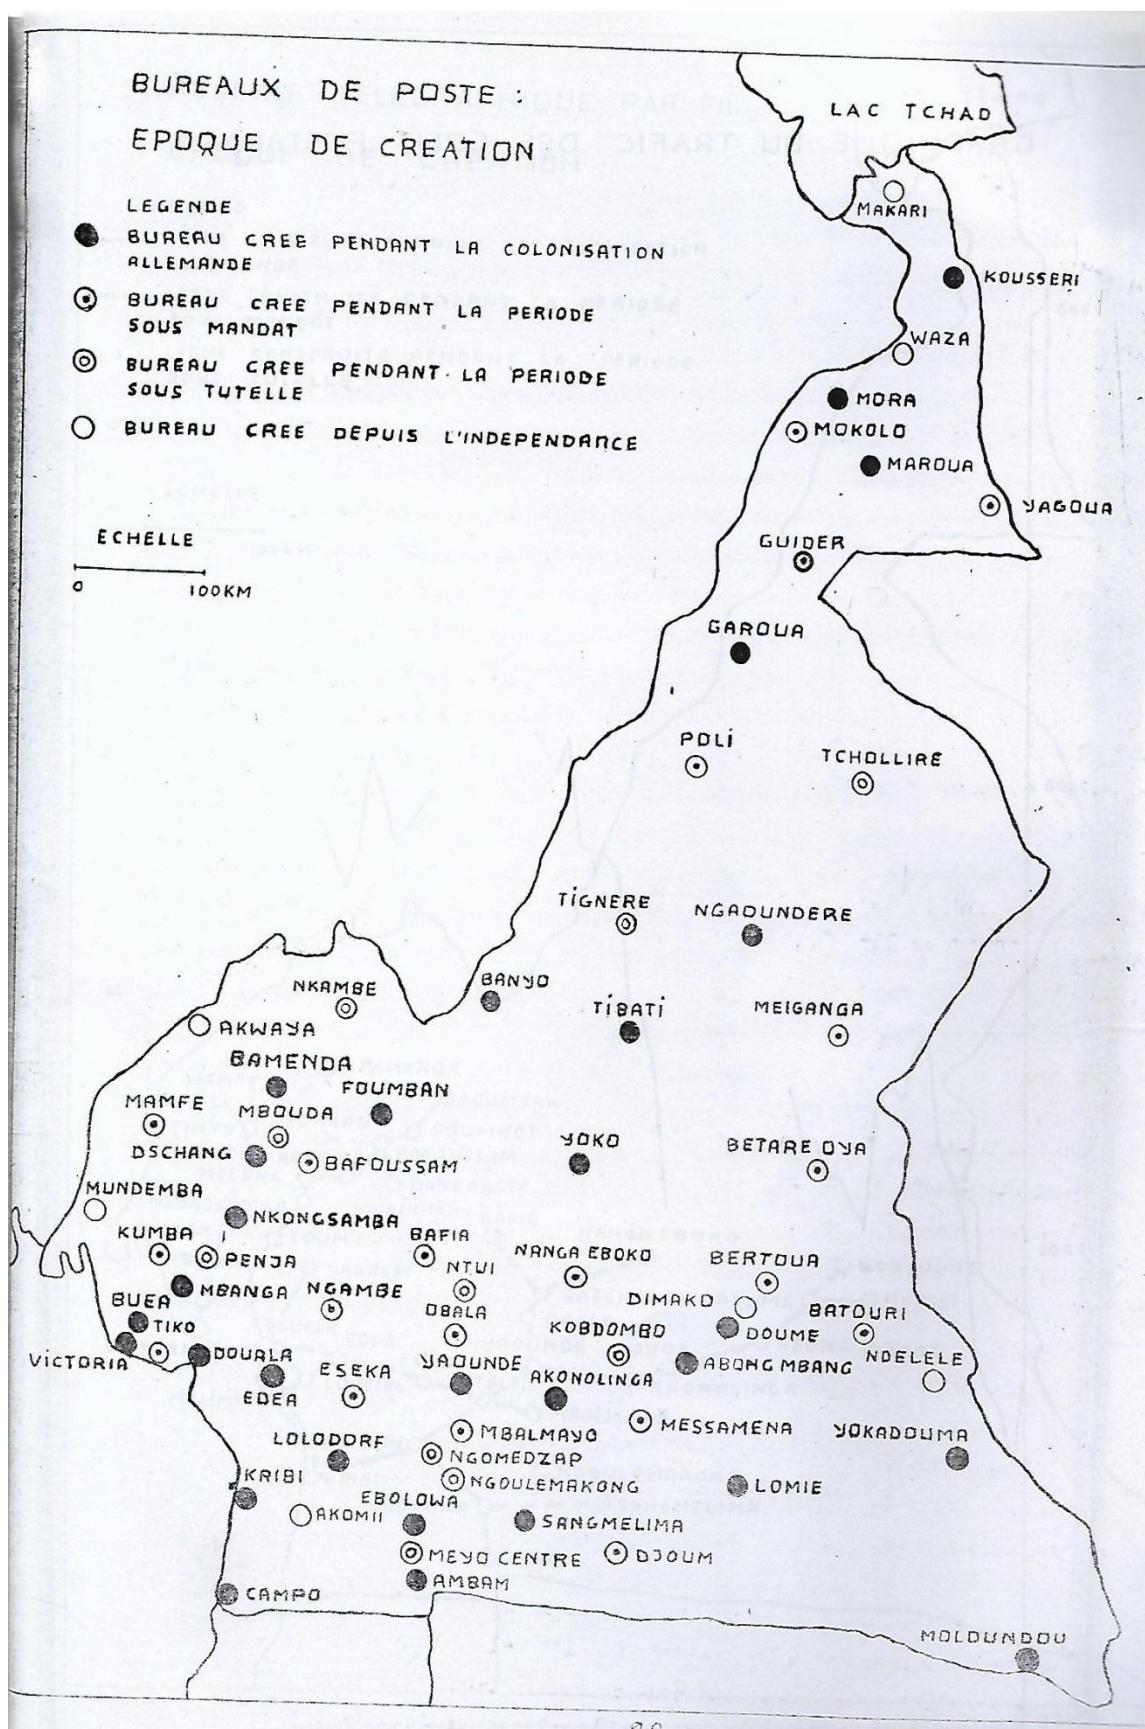 BUREAUX DE POSTE :
EPOQUE DE CREATION
LEGENDE
BUREAU CREE PENDANT LA COLONISATION
ALLEMANDE
BUREAU CREE PENDANT LA PERIODE
SOUS MANDAT
BUREAU CREE PENDANT LA PERIODE
SOUS TUTELLE
BUREAU CREE DEPUIS L'INDEPENDANCE
ECHELLE
0 100KM
LAC TCHAD
MAKARI
KOUSSERI
WAZA
MORA
MOKOLO
MAROUA
YAGOUA
GUIDER
GAROUA
POLI
TCHOLLIRE
TIGNERE
NGAOUNDERE
BANYO
NKAMBE
TIBATI
MEIGANGA
AKWAYA
BAMENDA
FOUMBAN
MAMFE
MBOUDA
DSCHANG
BAFOUSSAM
YOKO
BETARE OYA
MUNDEMBA
NKONGSAMBA
KUMBA
PENJA
BAFIA
NTUI
NANGA EBOKO
BERTOUA
MBANGA
NGAMBE
OBALA
DIMAKO
BATOURI
BUEA
TIKO
KOBDOMBO
DOUME
VICTORIA
DOUALA
EDEA
ESEKA
YAOUNDE
AKONOLINGA
ABONG MBANG
NDELELE
MBALMAYO
MESSAMENA
YOKADOUMA
LOLODORF
NGOMEDZAP
NGOULEMAKONG
LOMIE
KRIBI
EBOLOWA
AKOMII
SANGMELIMA
MEYO CENTRE
DJOUM
AMBAM
CAMPO
MOLOUNDOU